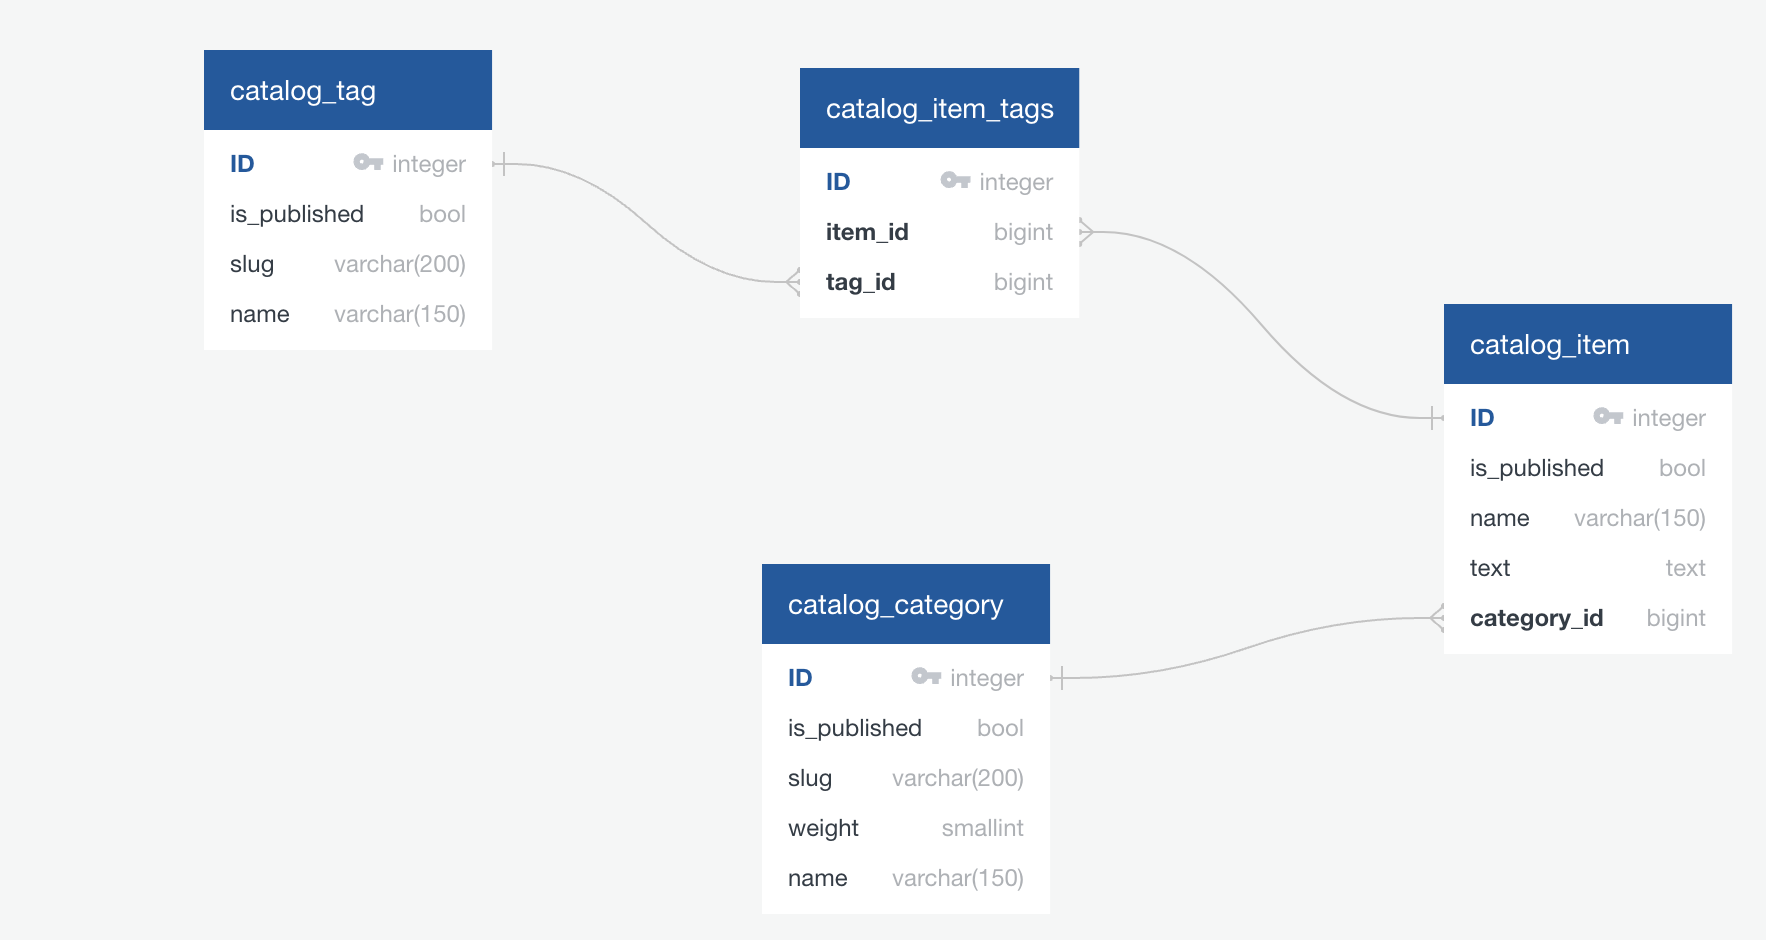 catalog_tag
ID integer
is_published bool
slug varchar(200)
name varchar(150)
catalog_item_tags
ID integer
item_id bigint
tag_id bigint
catalog_item
ID integer
is_published bool
name varchar(150)
text text
category_id bigint
catalog_category
ID integer
is_published bool
slug varchar(200)
weight smallint
name varchar(150)